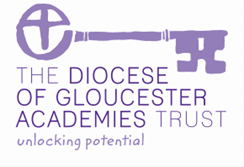 THE DIOCESE
OF GLOUCESTER
ACADEMIES TRUST
unlocking potential